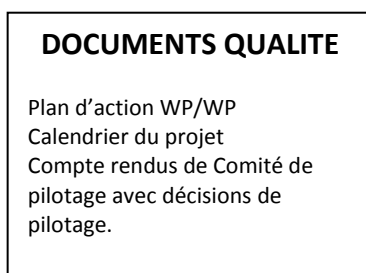 DOCUMENTS QUALITE
Plan d’action WP/WP
Calendrier du projet
Compte rendus de Comité de
pilotage avec décisions de
pilotage.